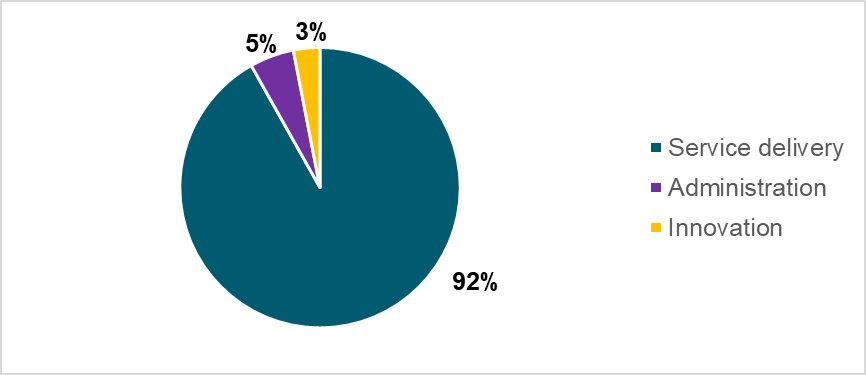 3%
5%
92%
Service delivery
Administration
Innovation